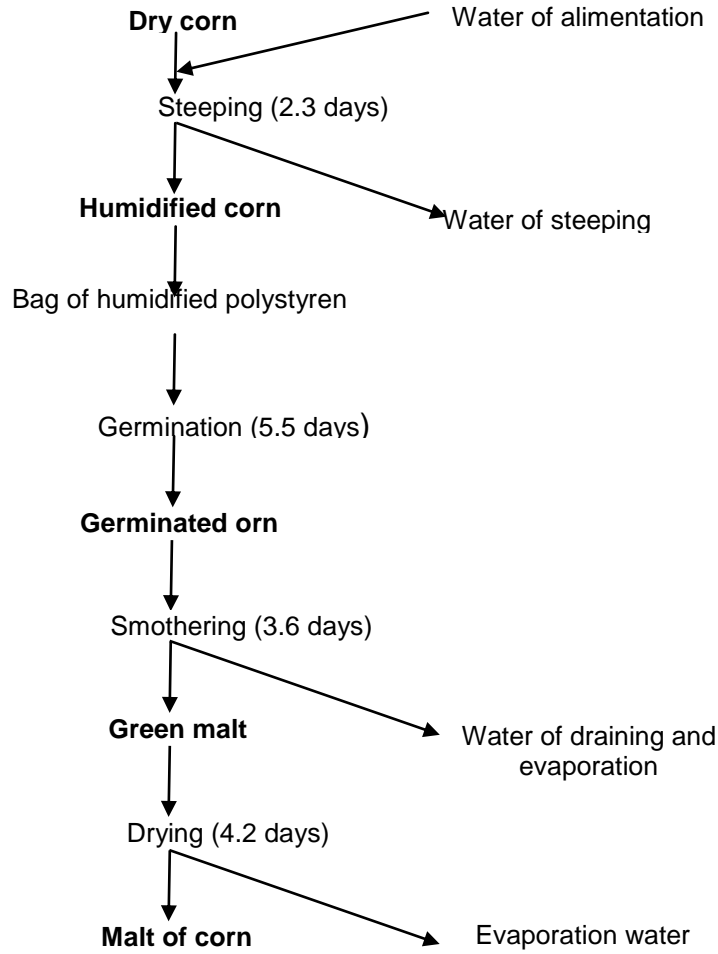 Dry corn
Water of alimentation
Steeping (2.3 days)
Humidified corn
Water of steeping
Bag of humidified polystyren
Germination (5.5 days)
Germinated orn
Smothering (3.6 days)
Green malt
Water of draining and
evaporation
Drying (4.2 days)
Malt of corn
Evaporation water